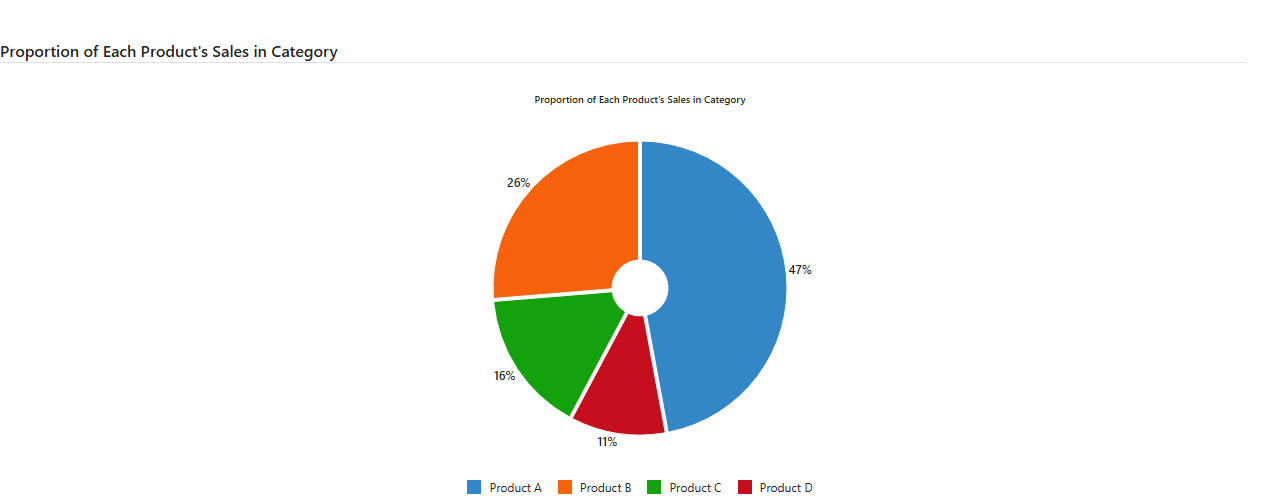 Proportion of Each Product's Sales in Category
Proportion of Each Product's Sales in Category
26%
47%
16%
11%
Product A Product B Product C Product D